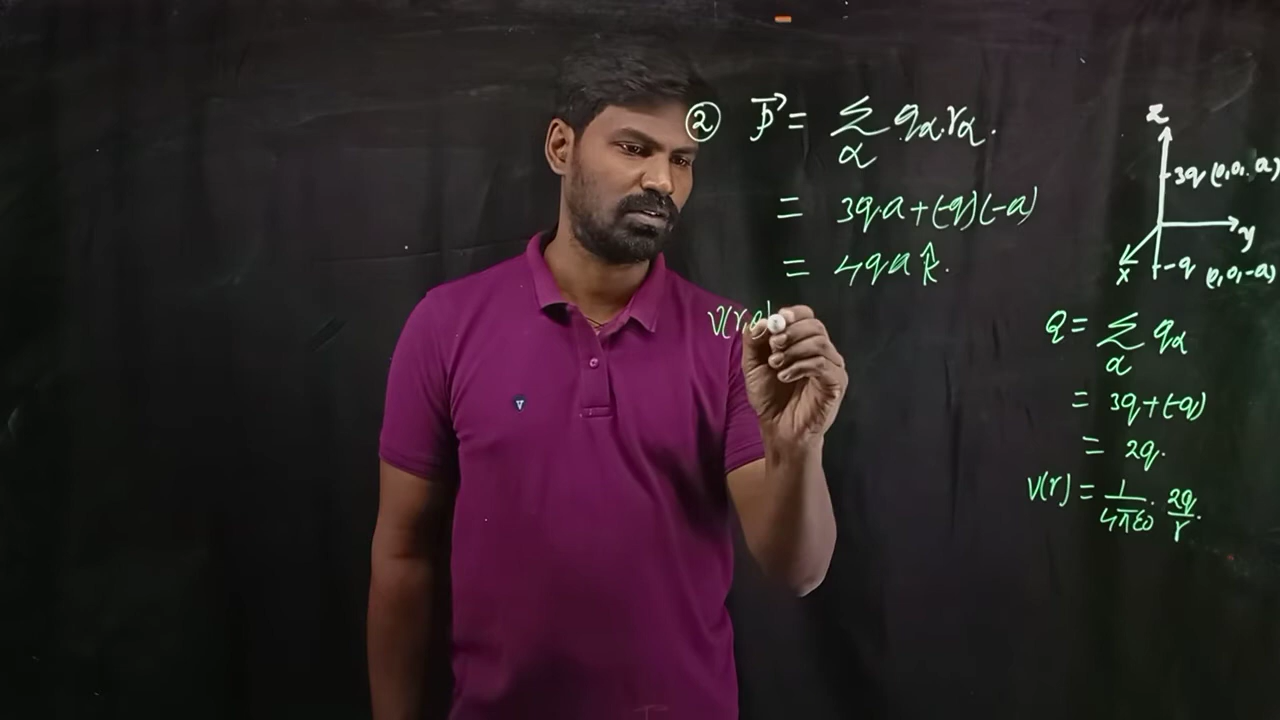 ② p⃗ = Σ_α q_α.r_α.
= 3q.a+(-q)(-a)
= 4qa k̂.
V(r,θ)
z
3q (0,0,a)
y
x
-q (0,0,-a)
Q = Σ_α q_α
= 3q+(-q)
= 2q.
V(r) = 1/4πε0 . 2q/r.
V